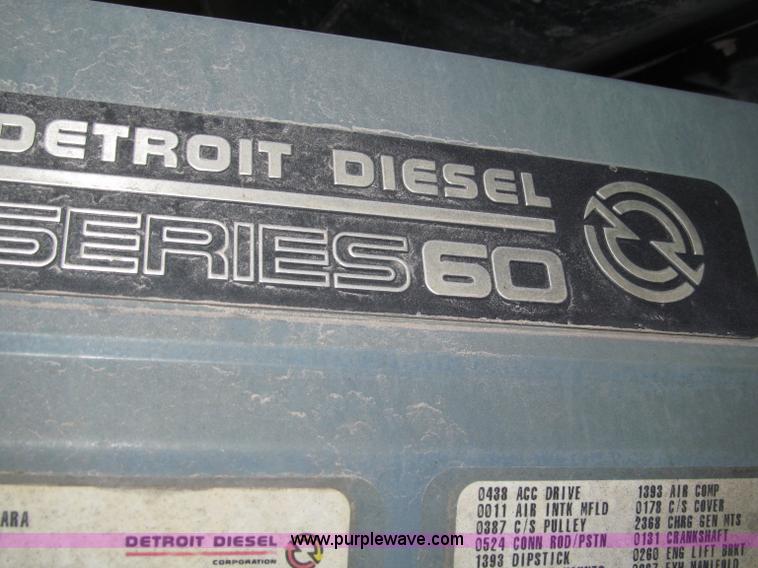 DETROIT DIESEL
SERIES 60
ARA
DETROIT DIESEL
CORPORATION
0438 ACC DRIVE
0011 AIR INTK MFLD
0387 C/S PULLEY
0524 CONN ROD/PSTN
1393 DIPSTICK
1393 AIR COMP
0178 C/S COVER
2368 CHRG GEN MTS
0131 CRANKSHAFT
0260 ENG LIFT BRKT
EXH MANIFOLD
www.purplewave.com